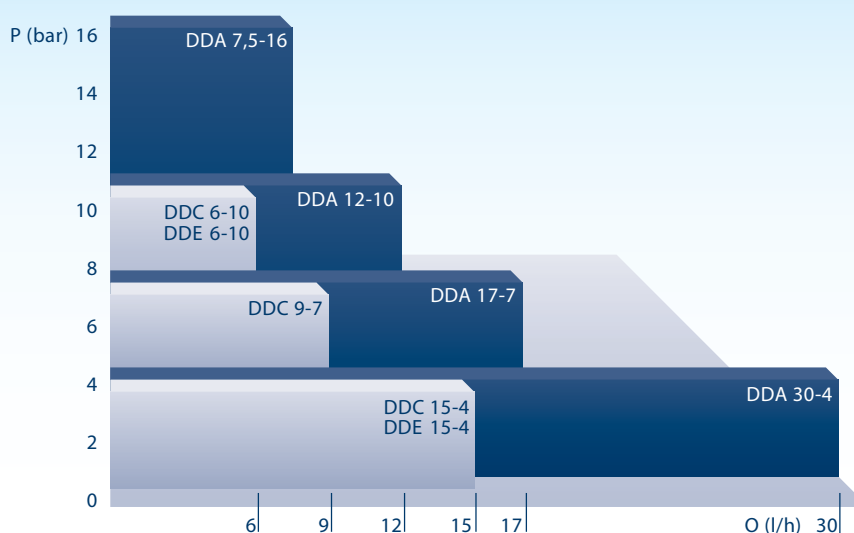 P (bar) 16
DDA 7,5-16
14
12
10
DDC 6-10
DDE 6-10
DDA 12-10
8
DDC 9-7
DDA 17-7
6
4
DDC 15-4
DDE 15-4
DDA 30-4
2
0
6 9 12 15 17 Q (l/h) 30